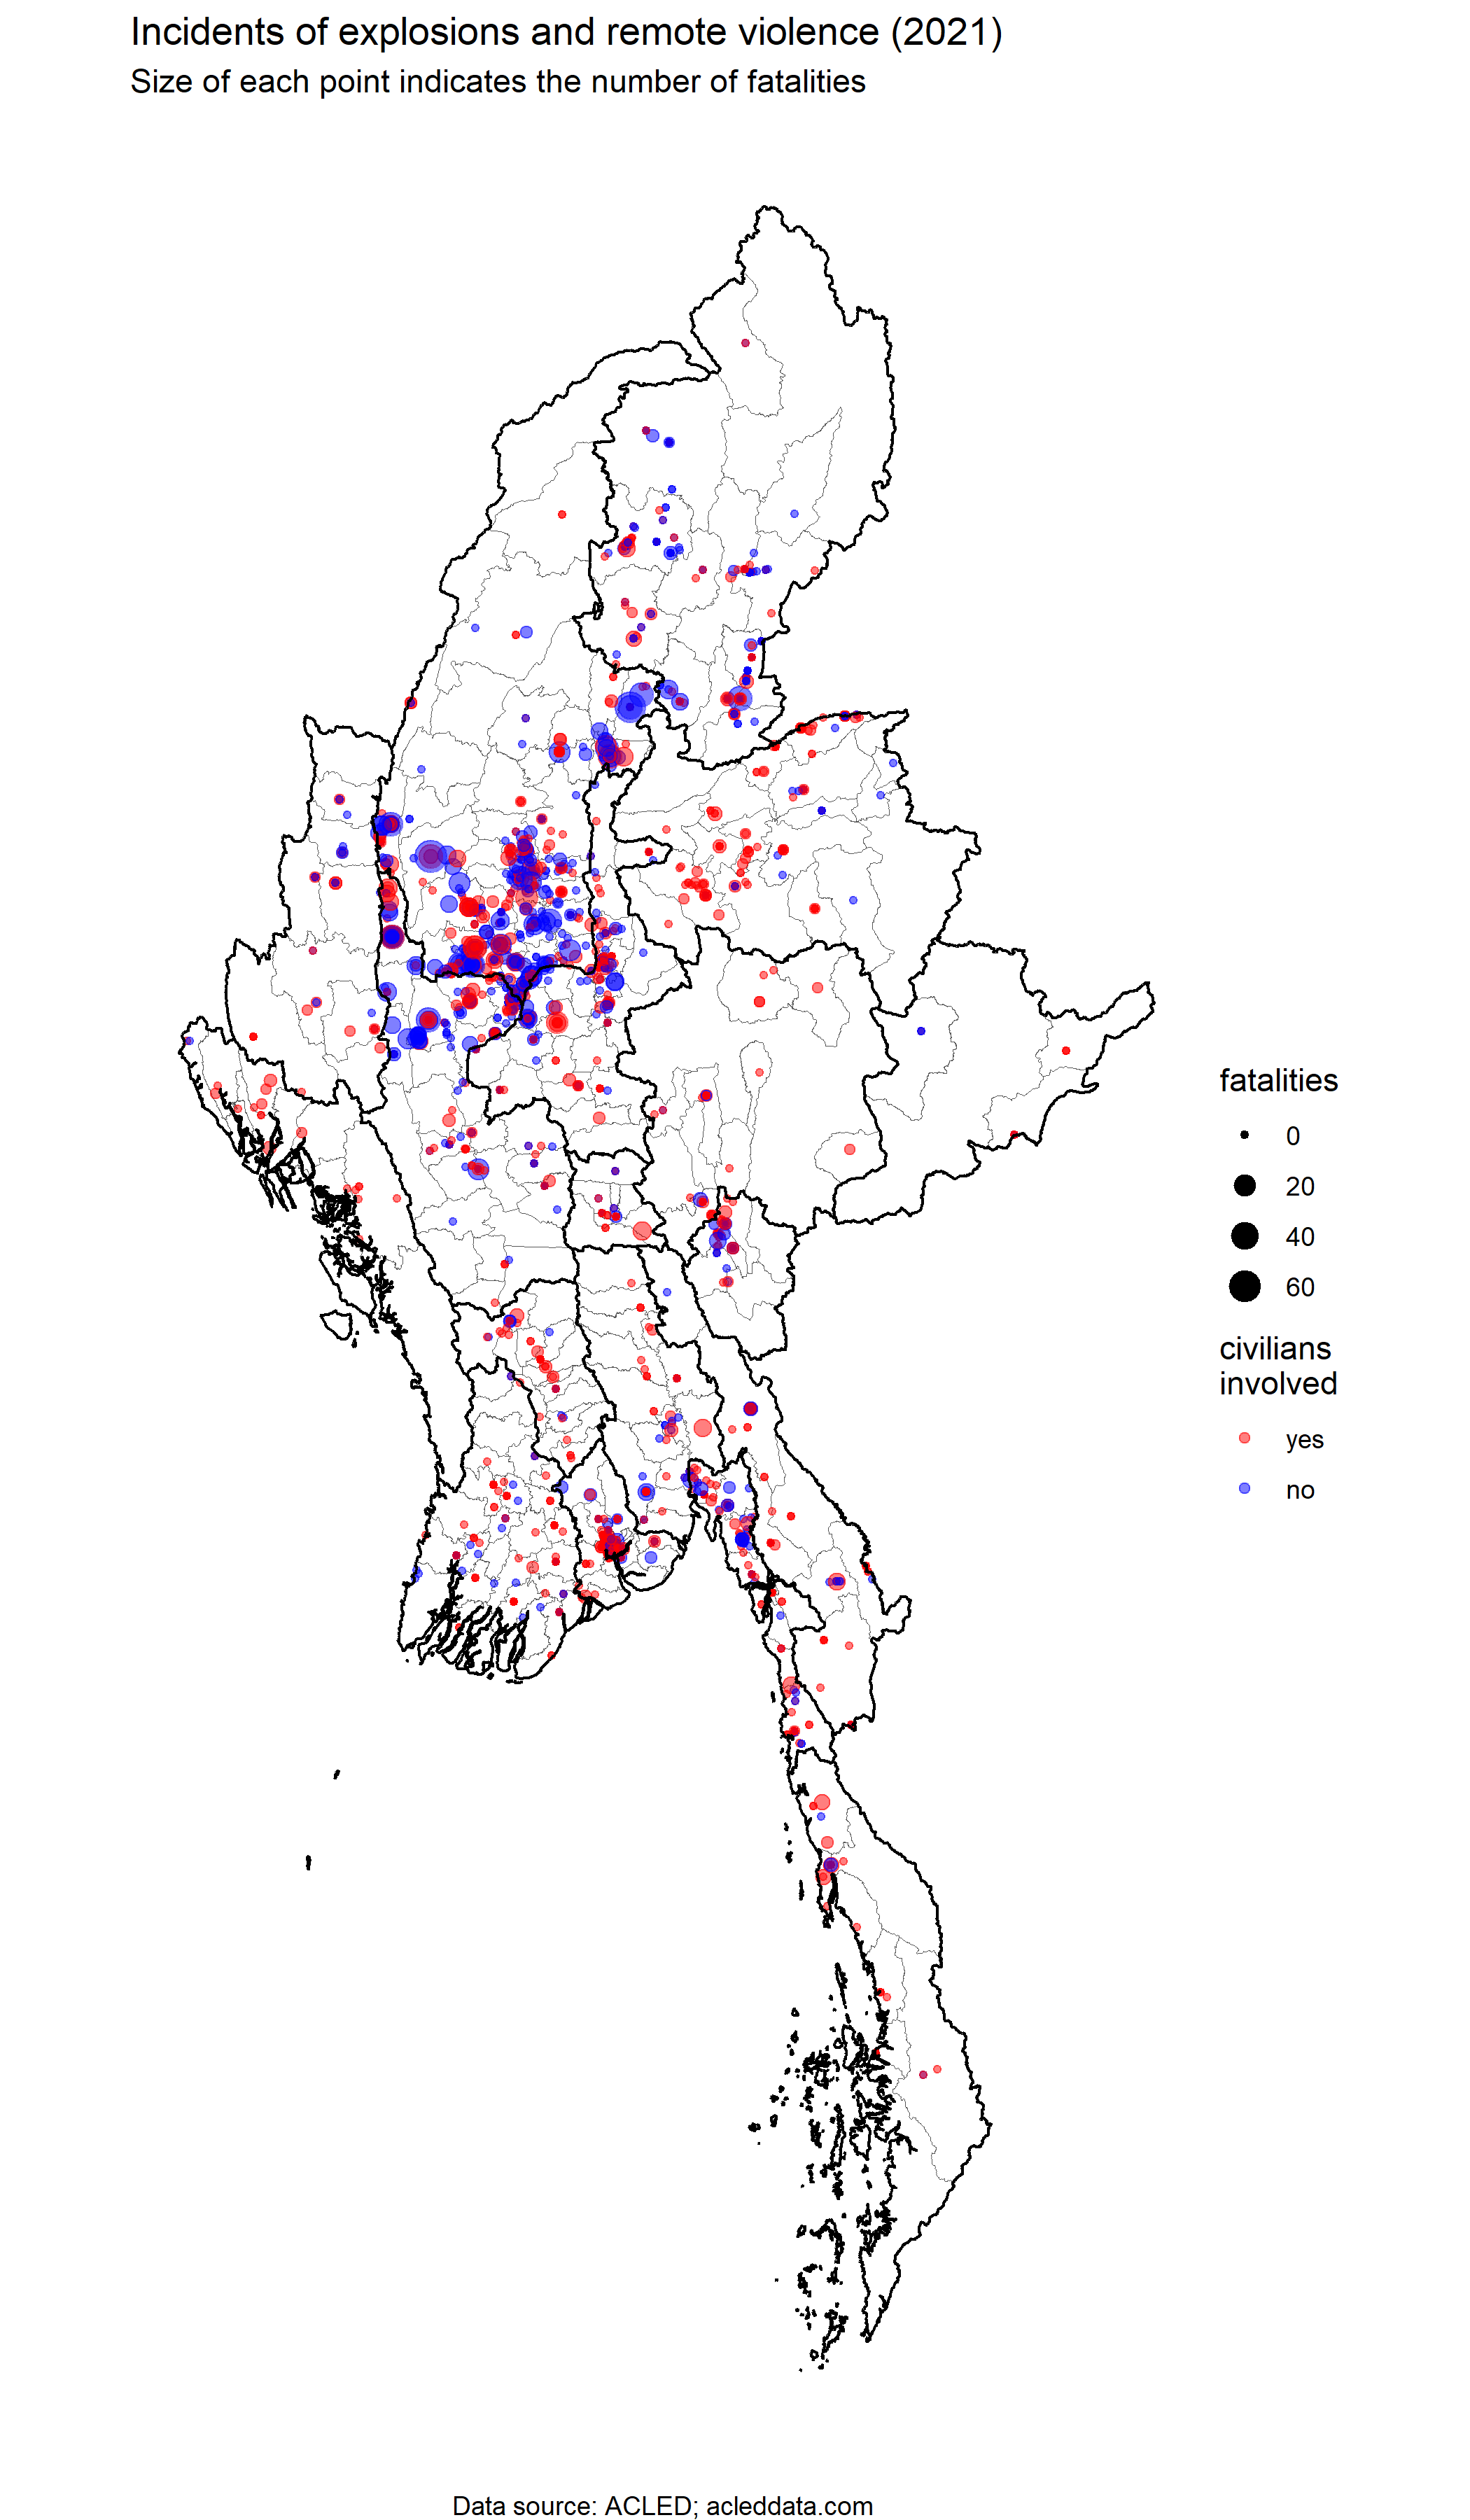 Incidents of explosions and remote violence (2021)
Size of each point indicates the number of fatalities
fatalities
0
20
40
60
civilians
involved
yes
no
Data source: ACLED; acleddata.com